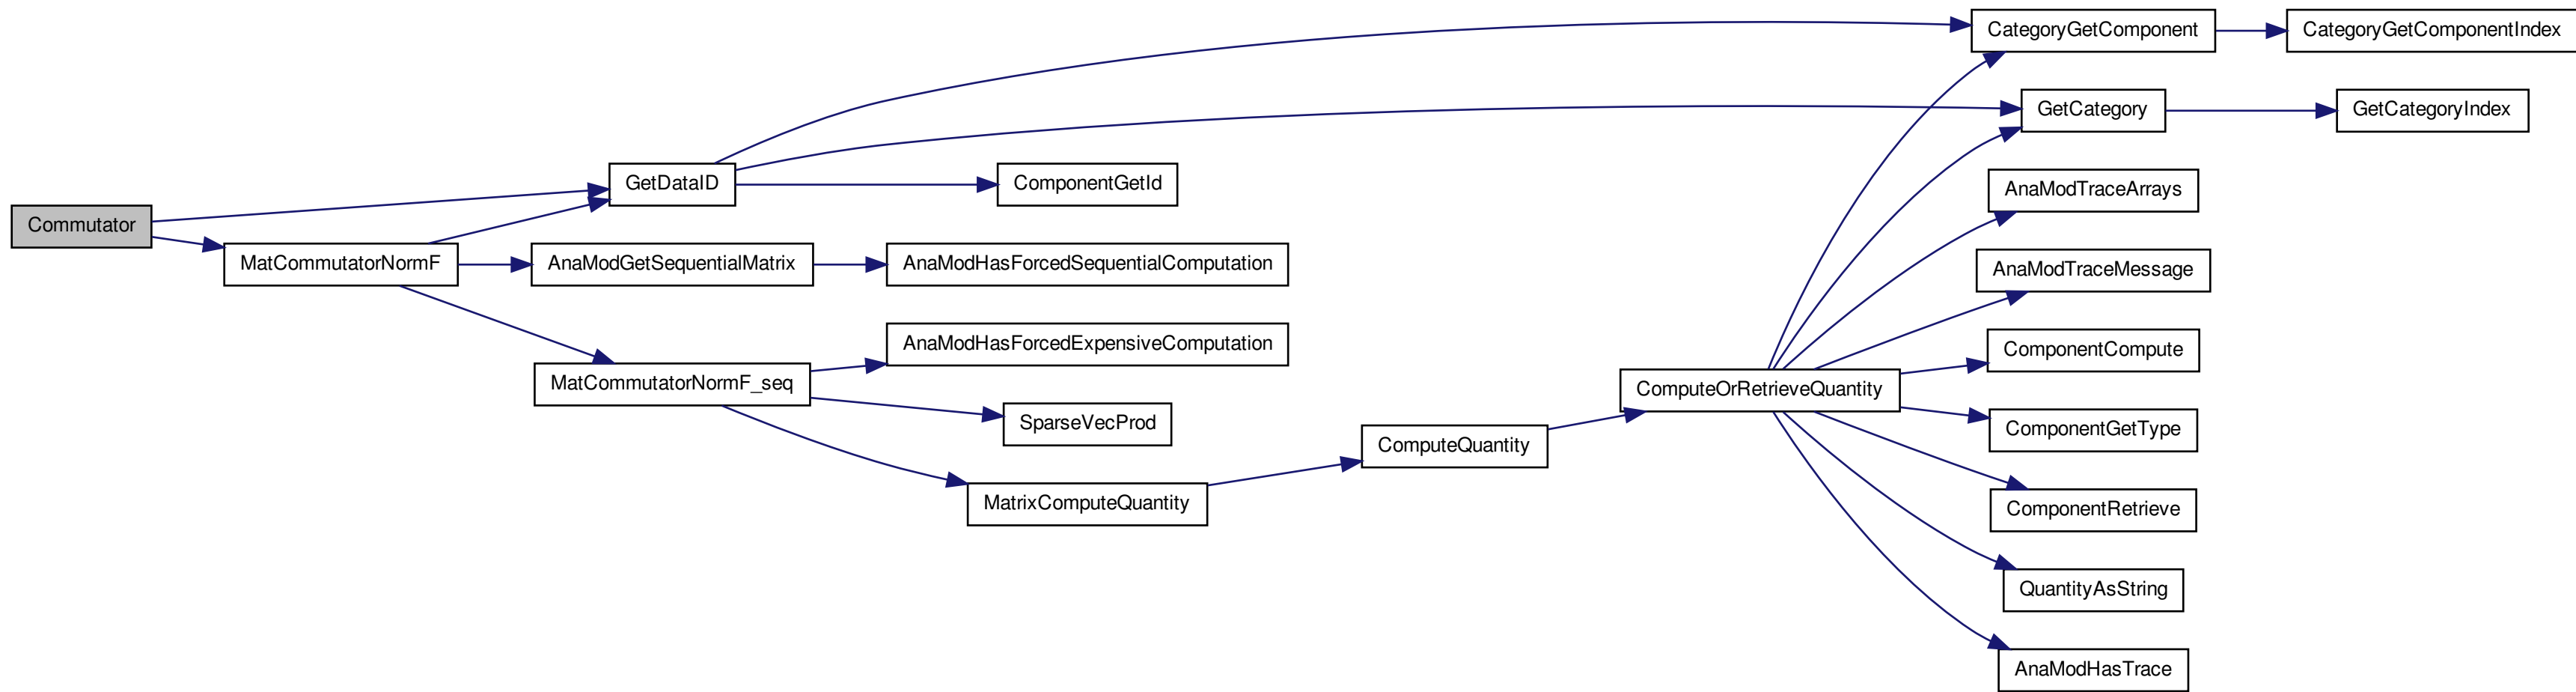 Commutator
GetDataID
MatCommutatorNormF
AnaModGetSequentialMatrix
MatCommutatorNormF_seq
ComponentGetId
AnaModHasForcedSequentialComputation
AnaModHasForcedExpensiveComputation
SparseVecProd
MatrixComputeQuantity
ComputeQuantity
ComputeOrRetrieveQuantity
CategoryGetComponent
GetCategory
AnaModTraceArrays
AnaModTraceMessage
ComponentCompute
ComponentGetType
ComponentRetrieve
QuantityAsString
AnaModHasTrace
CategoryGetComponentIndex
GetCategoryIndex